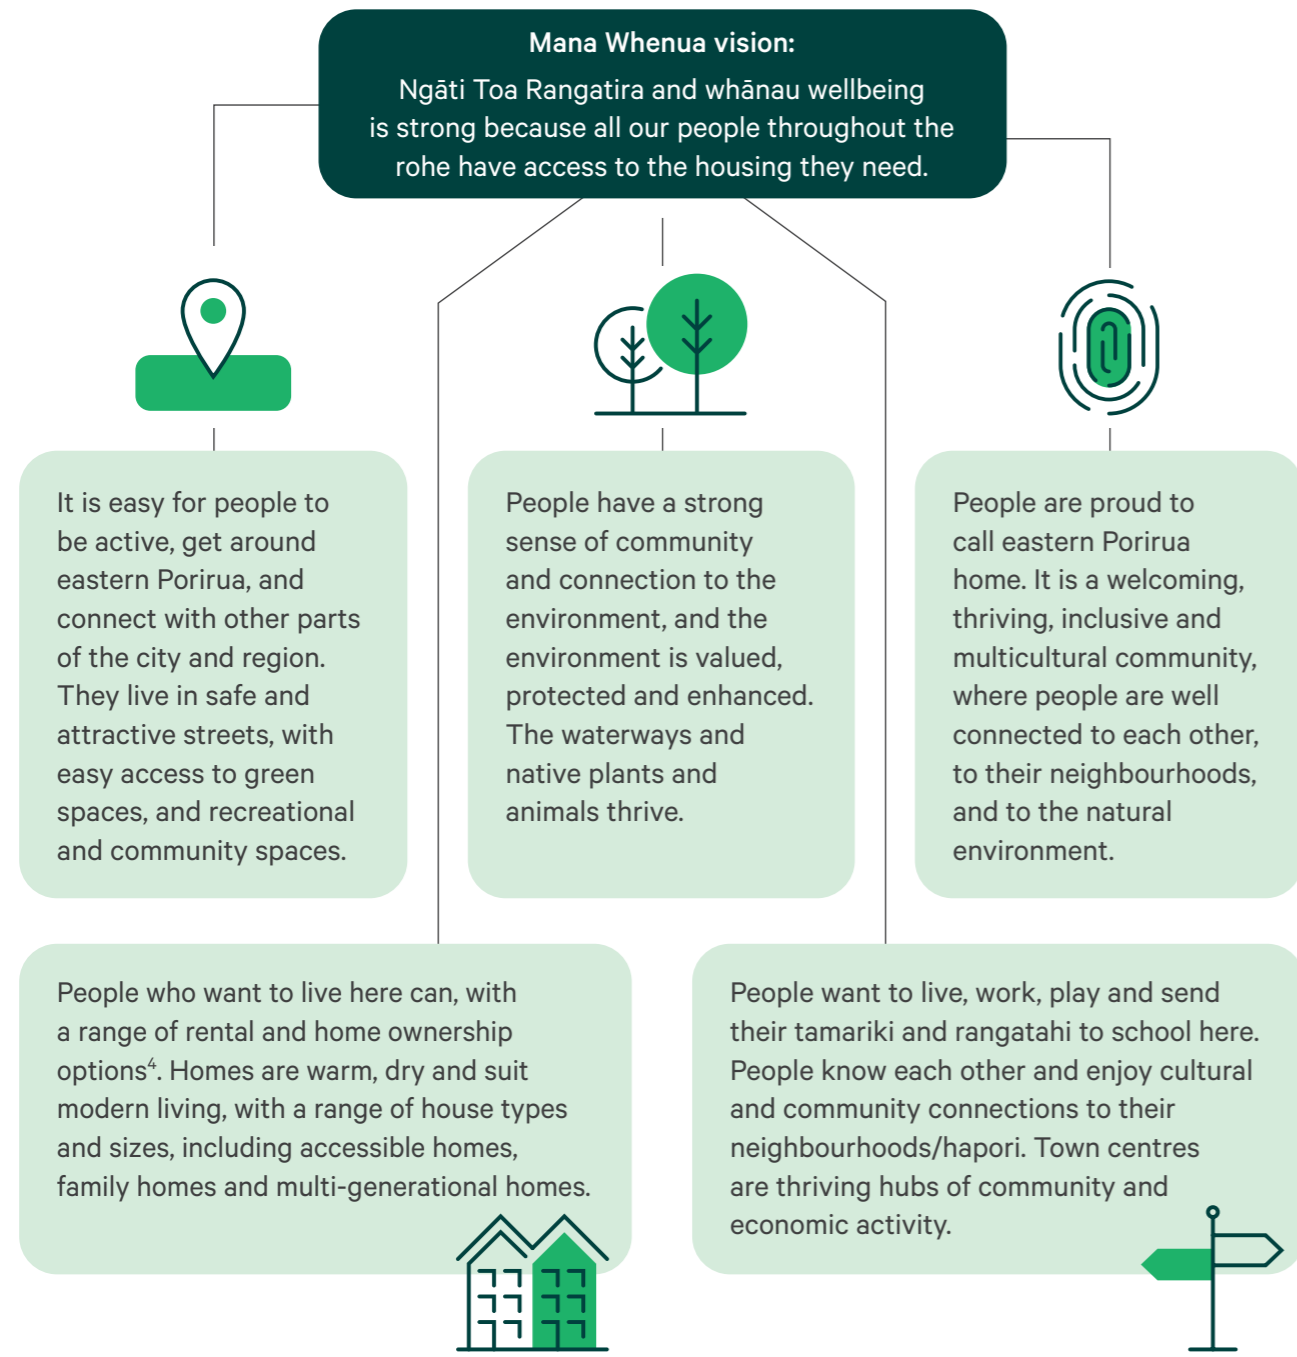 Mana Whenua vision:
Ngāti Toa Rangatira and whānau wellbeing
is strong because all our people throughout the
rohe have access to the housing they need.
It is easy for people to
be active, get around
eastern Porirua, and
connect with other parts
of the city and region.
They live in safe and
attractive streets, with
easy access to green
spaces, and recreational
and community spaces.
People have a strong
sense of community
and connection to the
environment, and the
environment is valued,
protected and enhanced.
The waterways and
native plants and
animals thrive.
People are proud to
call eastern Porirua
home. It is a welcoming,
thriving, inclusive and
multicultural community,
where people are well
connected to each other,
to their neighbourhoods,
and to the natural
environment.
People who want to live here can, with
a range of rental and home ownership
options⁴. Homes are warm, dry and suit
modern living, with a range of house types
and sizes, including accessible homes,
family homes and multi-generational homes.
People want to live, work, play and send
their tamariki and rangatahi to school here.
People know each other and enjoy cultural
and community connections to their
neighbourhoods/hapori. Town centres
are thriving hubs of community and
economic activity.